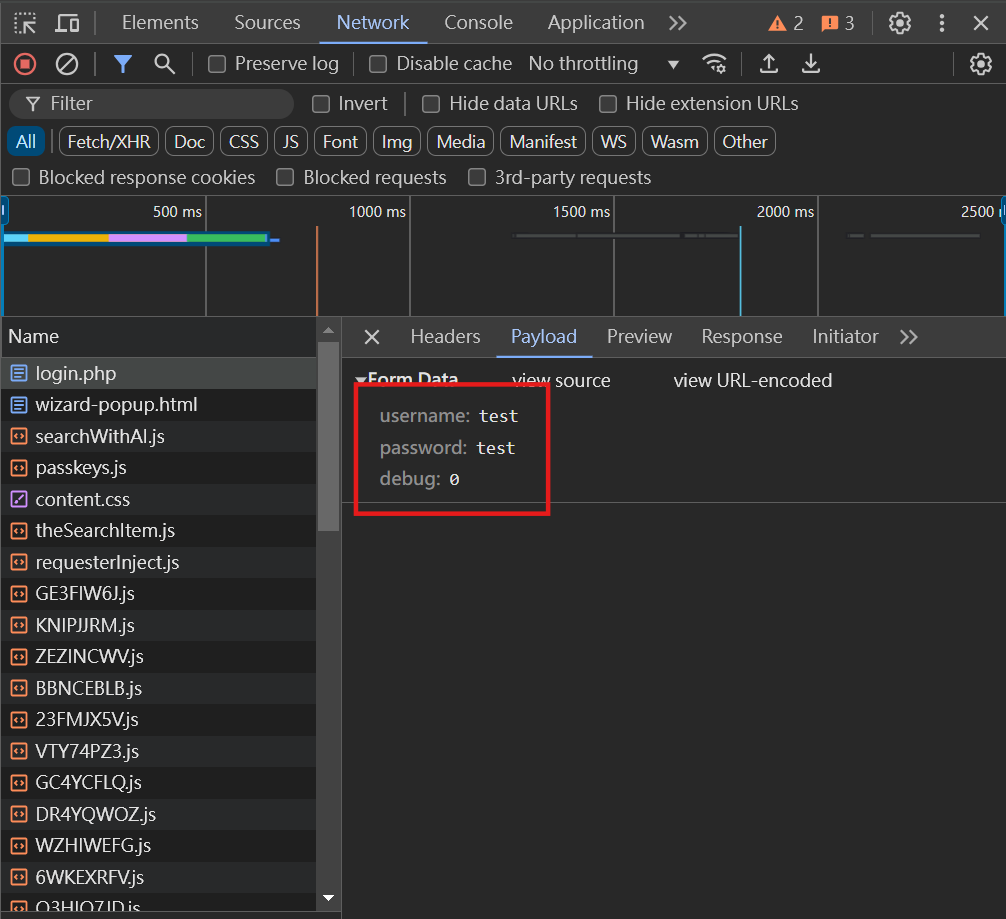 Elements Sources Network Console Application 2 3
Preserve log Disable cache No throttling
Filter Invert Hide data URLs Hide extension URLs
All Fetch/XHR Doc CSS JS Font Img Media Manifest WS Wasm Other
Blocked response cookies Blocked requests 3rd-party requests
500 ms 1000 ms 1500 ms 2000 ms 2500
Name
login.php
wizard-popup.html
searchWithAI.js
passkeys.js
content.css
theSearchItem.js
requesterInject.js
GE3FIW6J.js
KNIPJJRM.js
ZEZINCWV.js
BBNCEBLB.js
23FMJX5V.js
VTY74PZ3.js
GC4YCFLQ.js
DR4YQWOZ.js
WZHIWEFG.js
6WKEXRFV.js
Headers Payload Preview Response Initiator
Form Data view source view URL-encoded
username: test
password: test
debug: 0